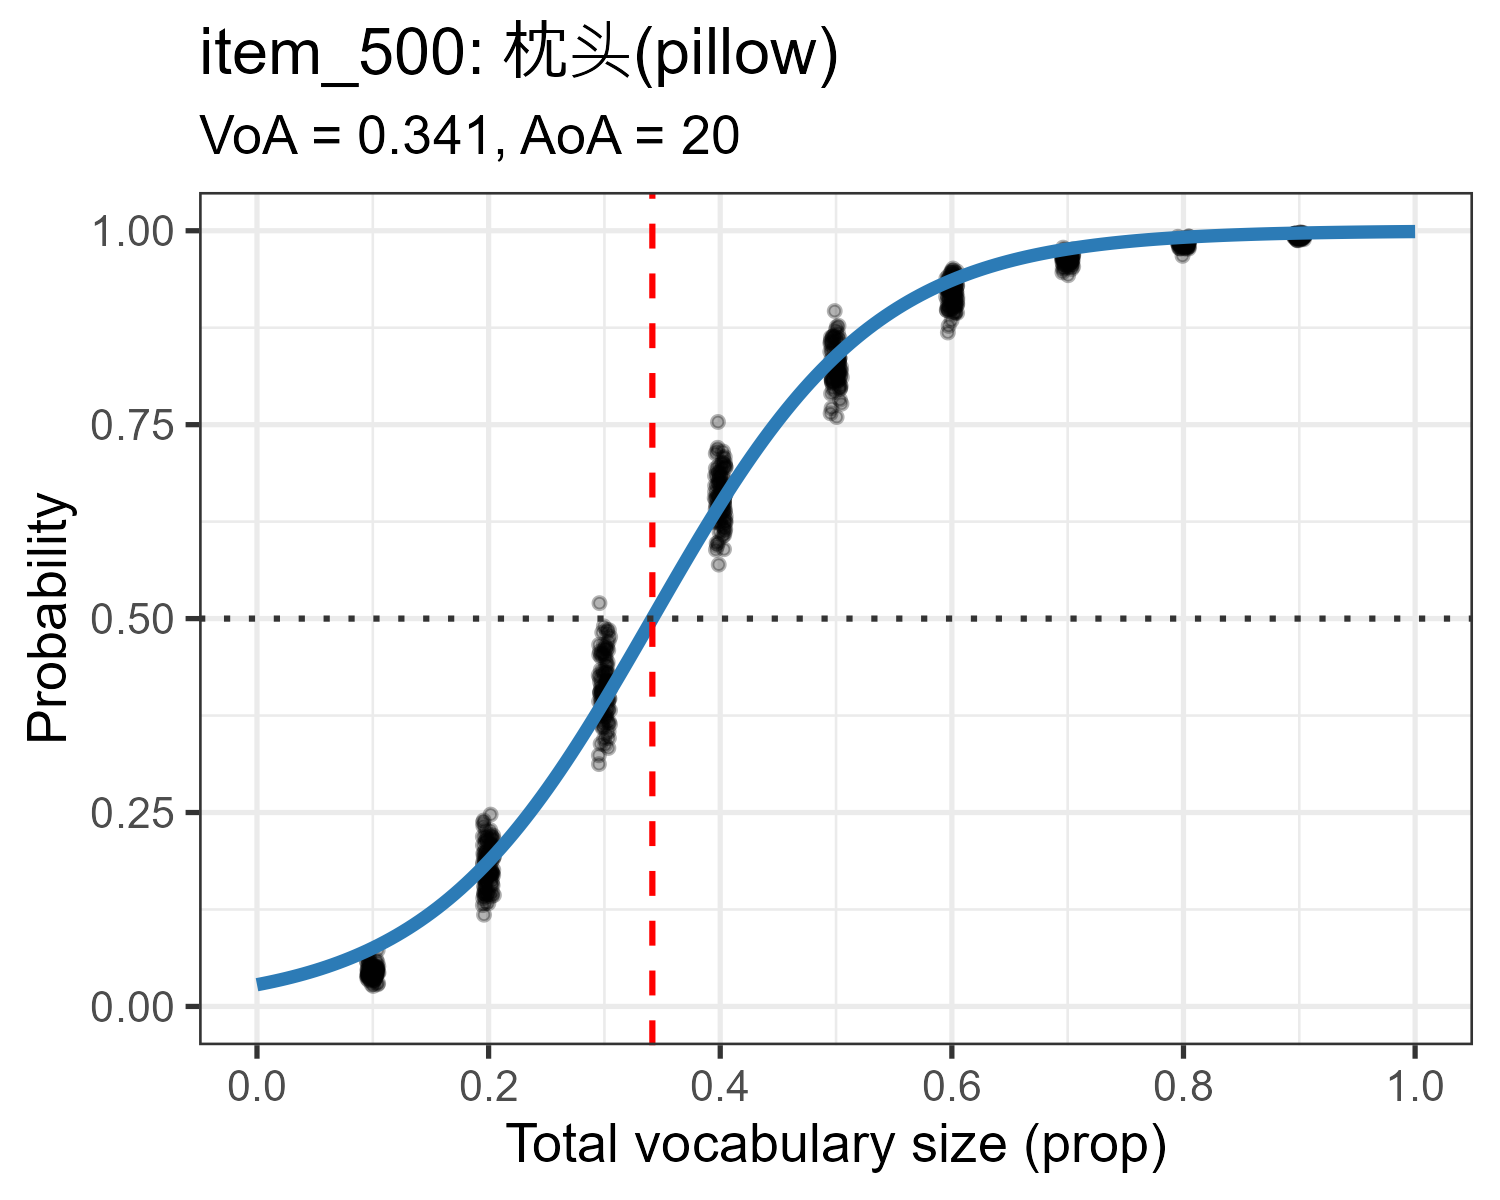 item_500: 枕头(pillow)
VoA = 0.341, AoA = 20
1.00
0.75
0.50
0.25
0.00
Probability
0.0 0.2 0.4 0.6 0.8 1.0
Total vocabulary size (prop)